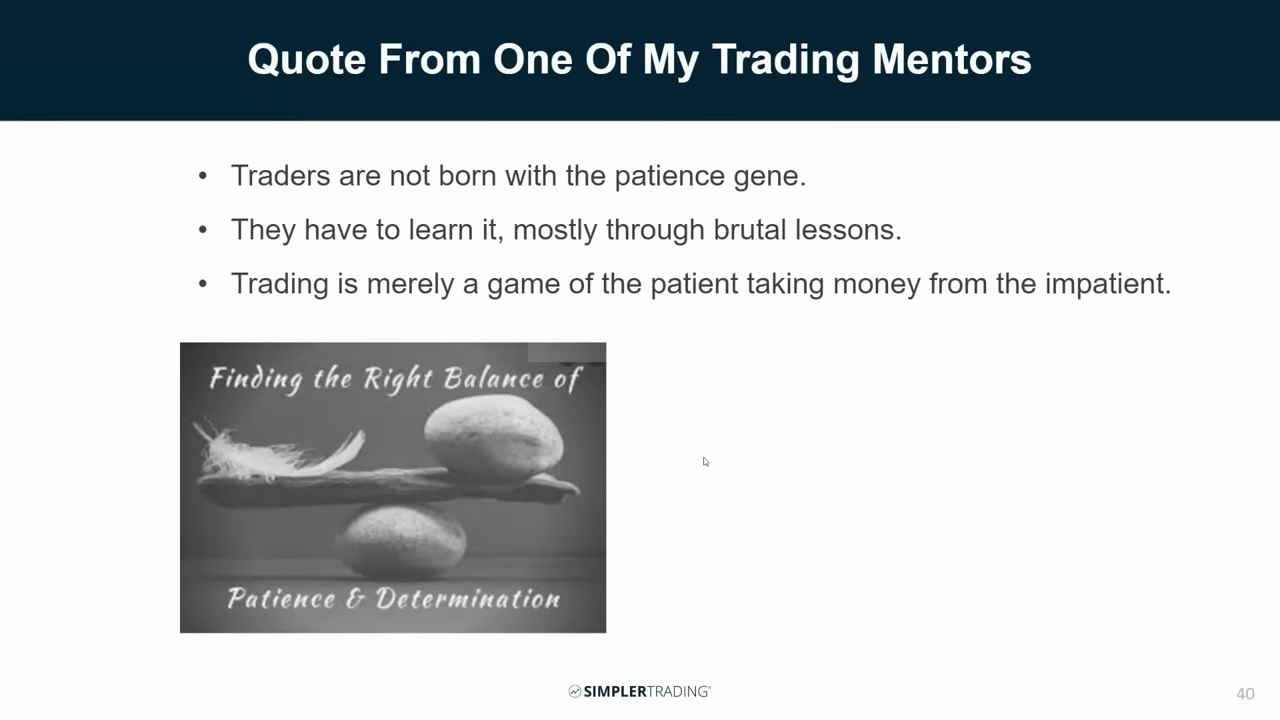 Quote From One Of My Trading Mentors
• Traders are not born with the patience gene.
• They have to learn it, mostly through brutal lessons.
• Trading is merely a game of the patient taking money from the impatient.
Finding the Right Balance of
Patience & Determination
SIMPLERTRADING®
40